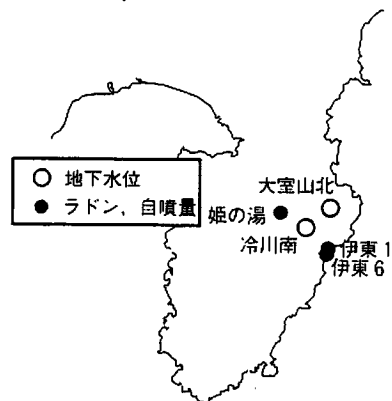 ○ 地下水位
● ラドン，自噴量
大室山北
姫の湯
冷川南
伊東1
伊東6